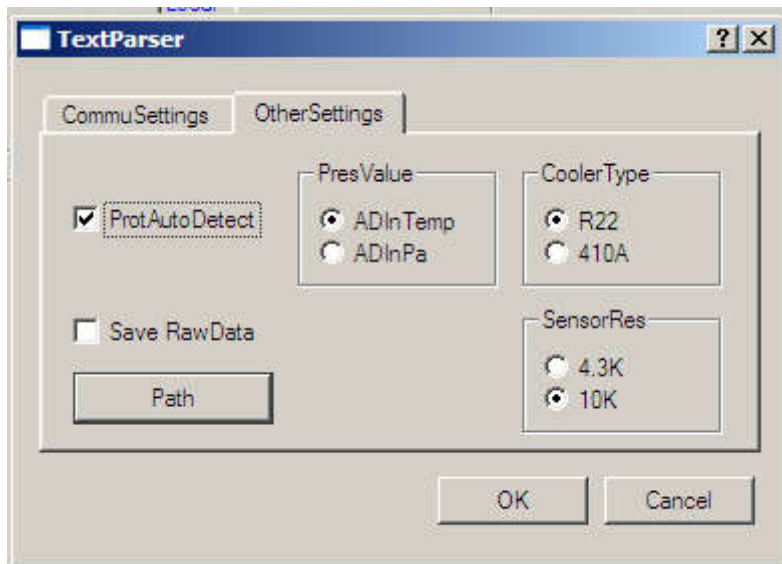 Local
TextParser
CommuSettings
OtherSettings
ProtAutoDetect
PresValue
ADInTemp
ADInPa
CoolerType
R22
410A
Save RawData
Path
SensorRes
4.3K
10K
OK
Cancel